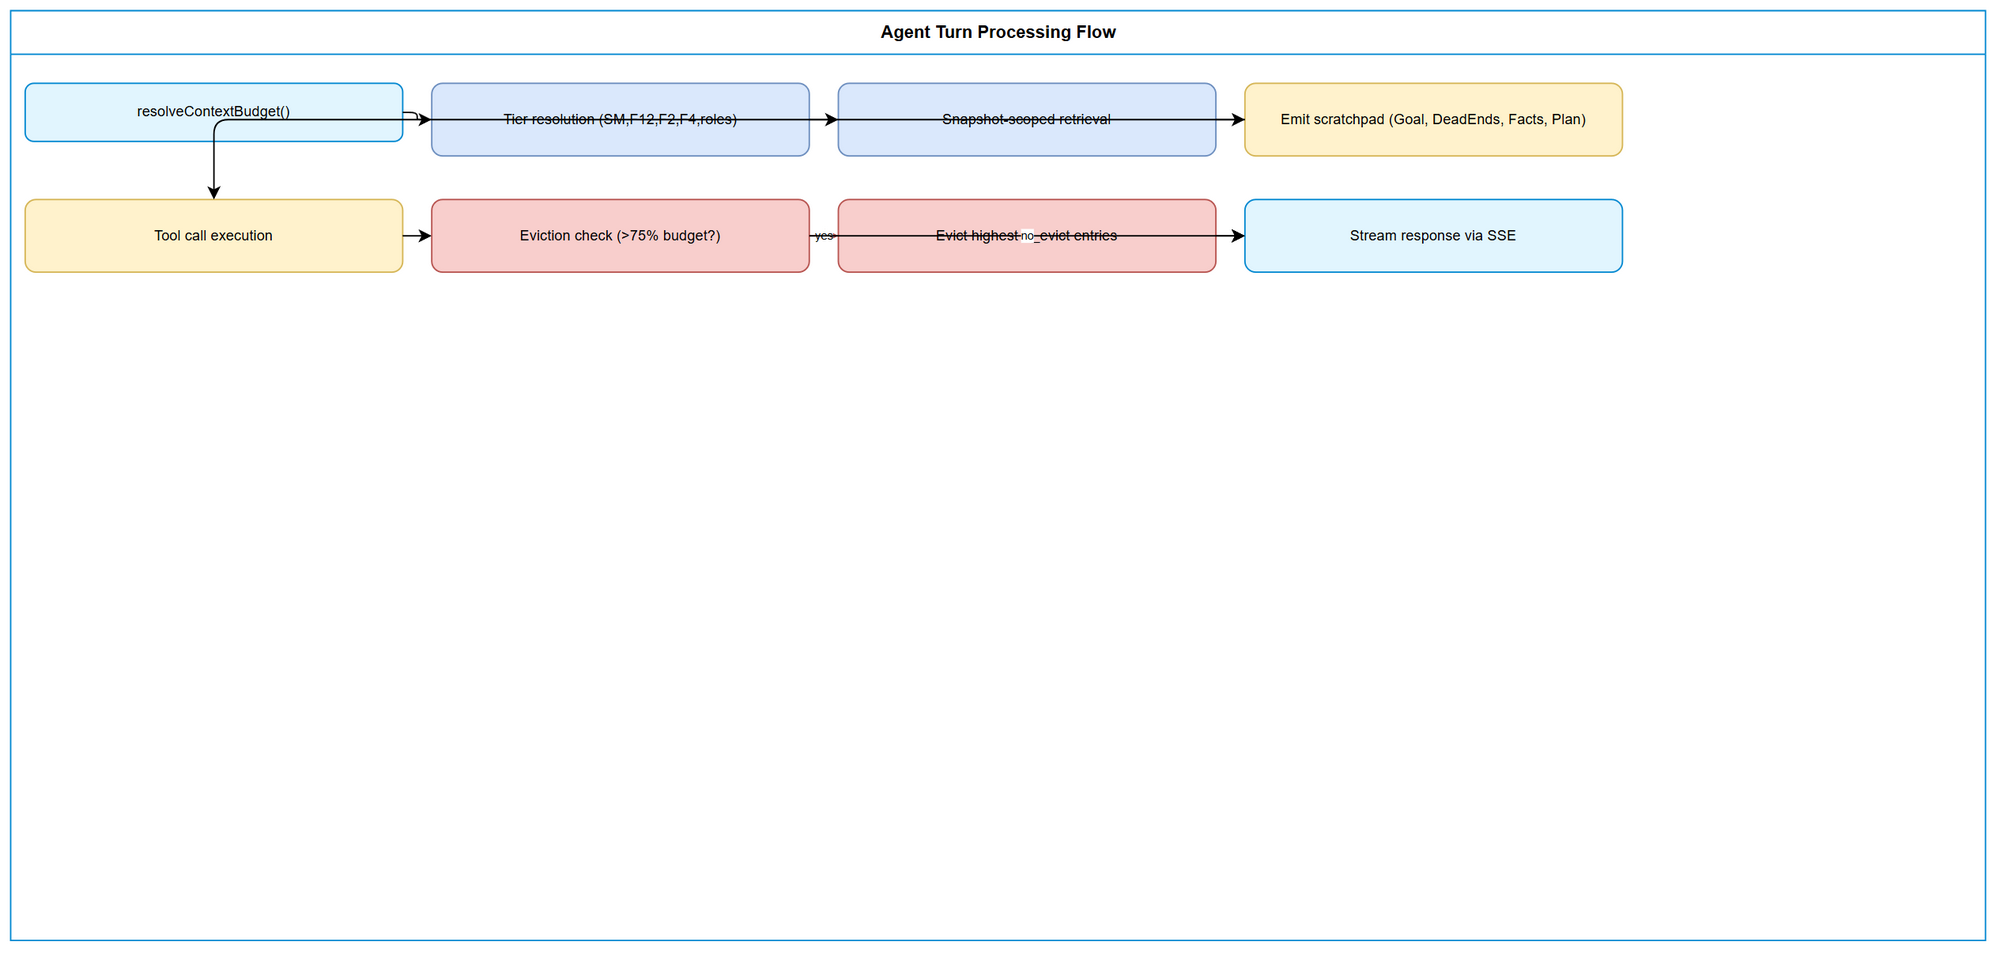 Agent Turn Processing Flow
resolveContextBudget()
Tier resolution (SM,F12,F2,F4,roles)
Snapshot-scoped retrieval
Emit scratchpad (Goal, DeadEnds, Facts, Plan)
Tool call execution
Eviction check (>75% budget?)
yes
Evict highest _evict entries
no
Stream response via SSE